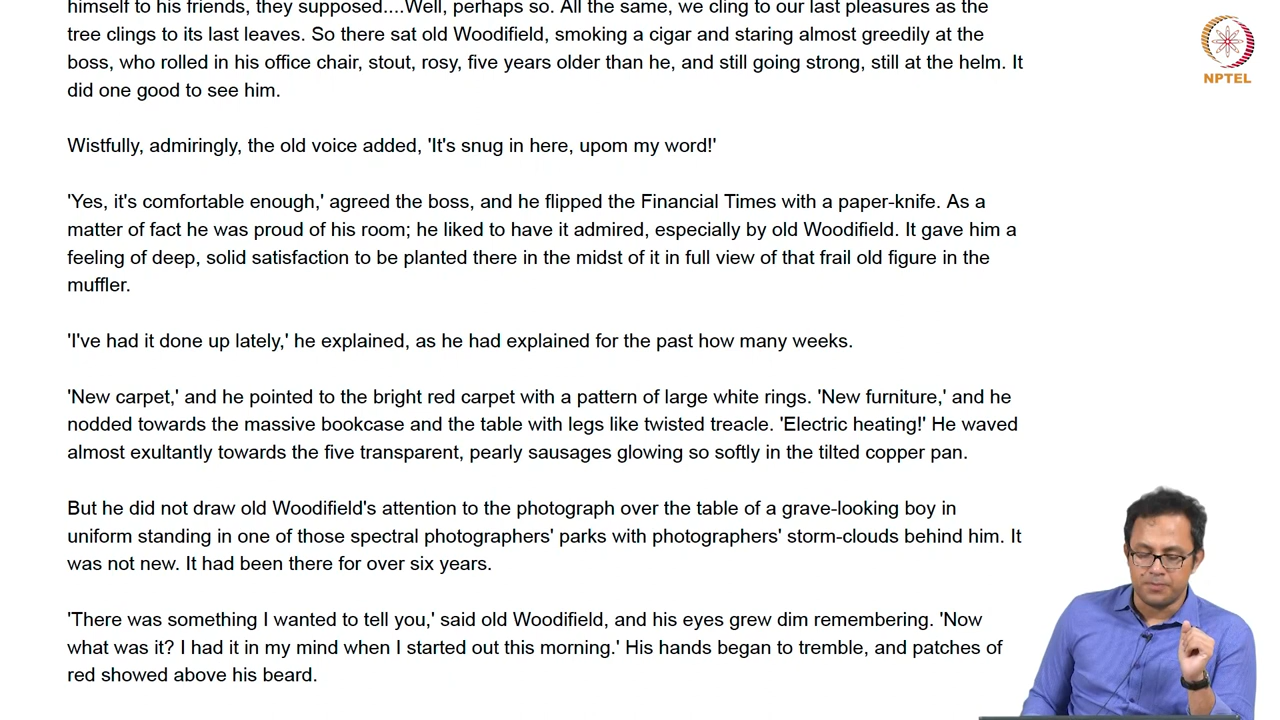 himself to his friends, they supposed....Well, perhaps so. All the same, we cling to our last pleasures as the
tree clings to its last leaves. So there sat old Woodifield, smoking a cigar and staring almost greedily at the
boss, who rolled in his office chair, stout, rosy, five years older than he, and still going strong, still at the helm. It
did one good to see him.
Wistfully, admiringly, the old voice added, 'It's snug in here, upom my word!'
'Yes, it's comfortable enough,' agreed the boss, and he flipped the Financial Times with a paper-knife. As a
matter of fact he was proud of his room; he liked to have it admired, especially by old Woodifield. It gave him a
feeling of deep, solid satisfaction to be planted there in the midst of it in full view of that frail old figure in the
muffler.
'I've had it done up lately,' he explained, as he had explained for the past how many weeks.
'New carpet,' and he pointed to the bright red carpet with a pattern of large white rings. 'New furniture,' and he
nodded towards the massive bookcase and the table with legs like twisted treacle. 'Electric heating!' He waved
almost exultantly towards the five transparent, pearly sausages glowing so softly in the tilted copper pan.
But he did not draw old Woodifield's attention to the photograph over the table of a grave-looking boy in
uniform standing in one of those spectral photographers' parks with photographers' storm-clouds behind him. It
was not new. It had been there for over six years.
'There was something I wanted to tell you,' said old Woodifield, and his eyes grew dim remembering. 'Now
what was it? I had it in my mind when I started out this morning.' His hands began to tremble, and patches of
red showed above his beard.
NPTEL